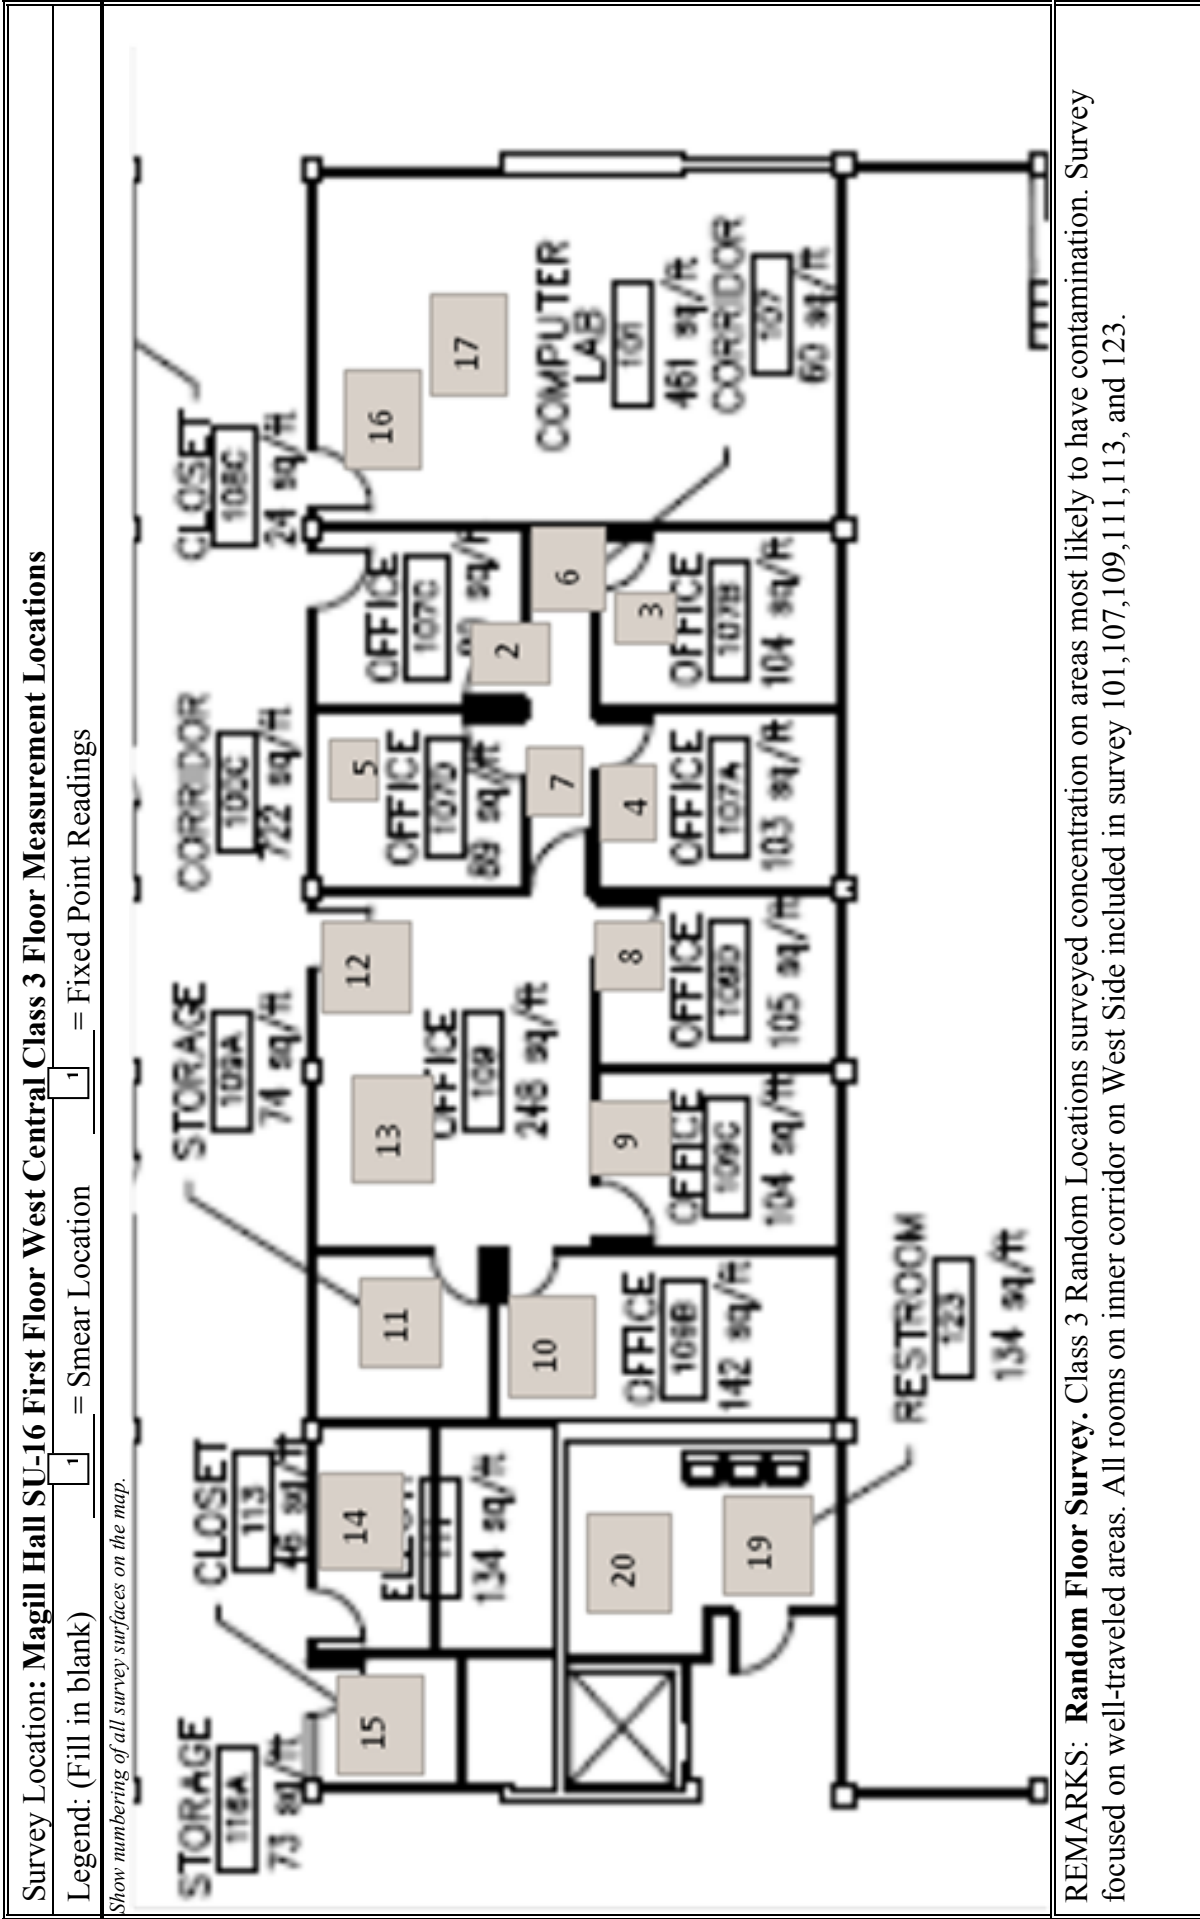 Survey Location: Magill Hall SU-16 First Floor West Central Class 3 Floor Measurement Locations
Legend: (Fill in blank) 1 = Smear Location 1 = Fixed Point Readings
Show numbering of all survey surfaces on the map.
STORAGE
116A
73 sq/ft
CLOSET
113
46 sq/ft
STORAGE
109A
74 sq/ft
CORRIDOR
100C
722 sq/ft
CLOSET
108C
24 sq/ft
15
14
134 sq/ft
11
10
OFFICE
109B
142 sq/ft
13
12
OFFICE
109
248 sq/ft
9
OFFICE
109C
104 sq/ft
8
OFFICE
109D
105 sq/ft
5
OFFICE
107D
89 sq/ft
7
4
OFFICE
107A
103 sq/ft
OFFICE
107C
sq/f
2
6
3
OFFICE
107B
104 sq/ft
16
17
COMPUTER
LAB
101
461 sq/ft
CORRIDOR
107
60 sq/ft
20
19
RESTROOM
123
134 sq/ft
REMARKS: Random Floor Survey. Class 3 Random Locations surveyed concentration on areas most likely to have contamination. Survey
focused on well-traveled areas. All rooms on inner corridor on West Side included in survey 101,107,109,111,113, and 123.